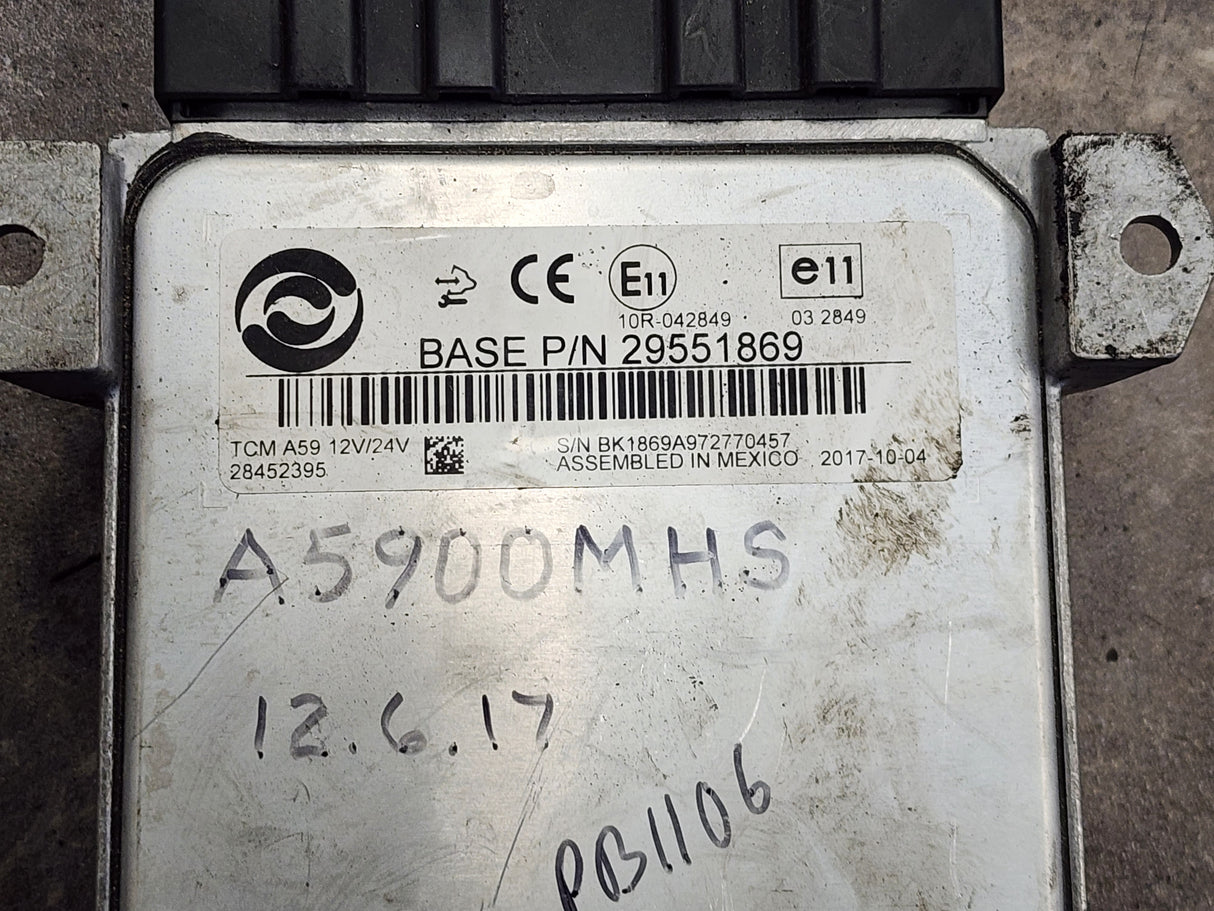 CE E11 e11
10R-042849 03 2849
BASE P/N 29551869
TCM A59 12V/24V S/N BK1869A972770457
28452395 ASSEMBLED IN MEXICO 2017-10-04
A5900MHS
12.6.17
PB1106